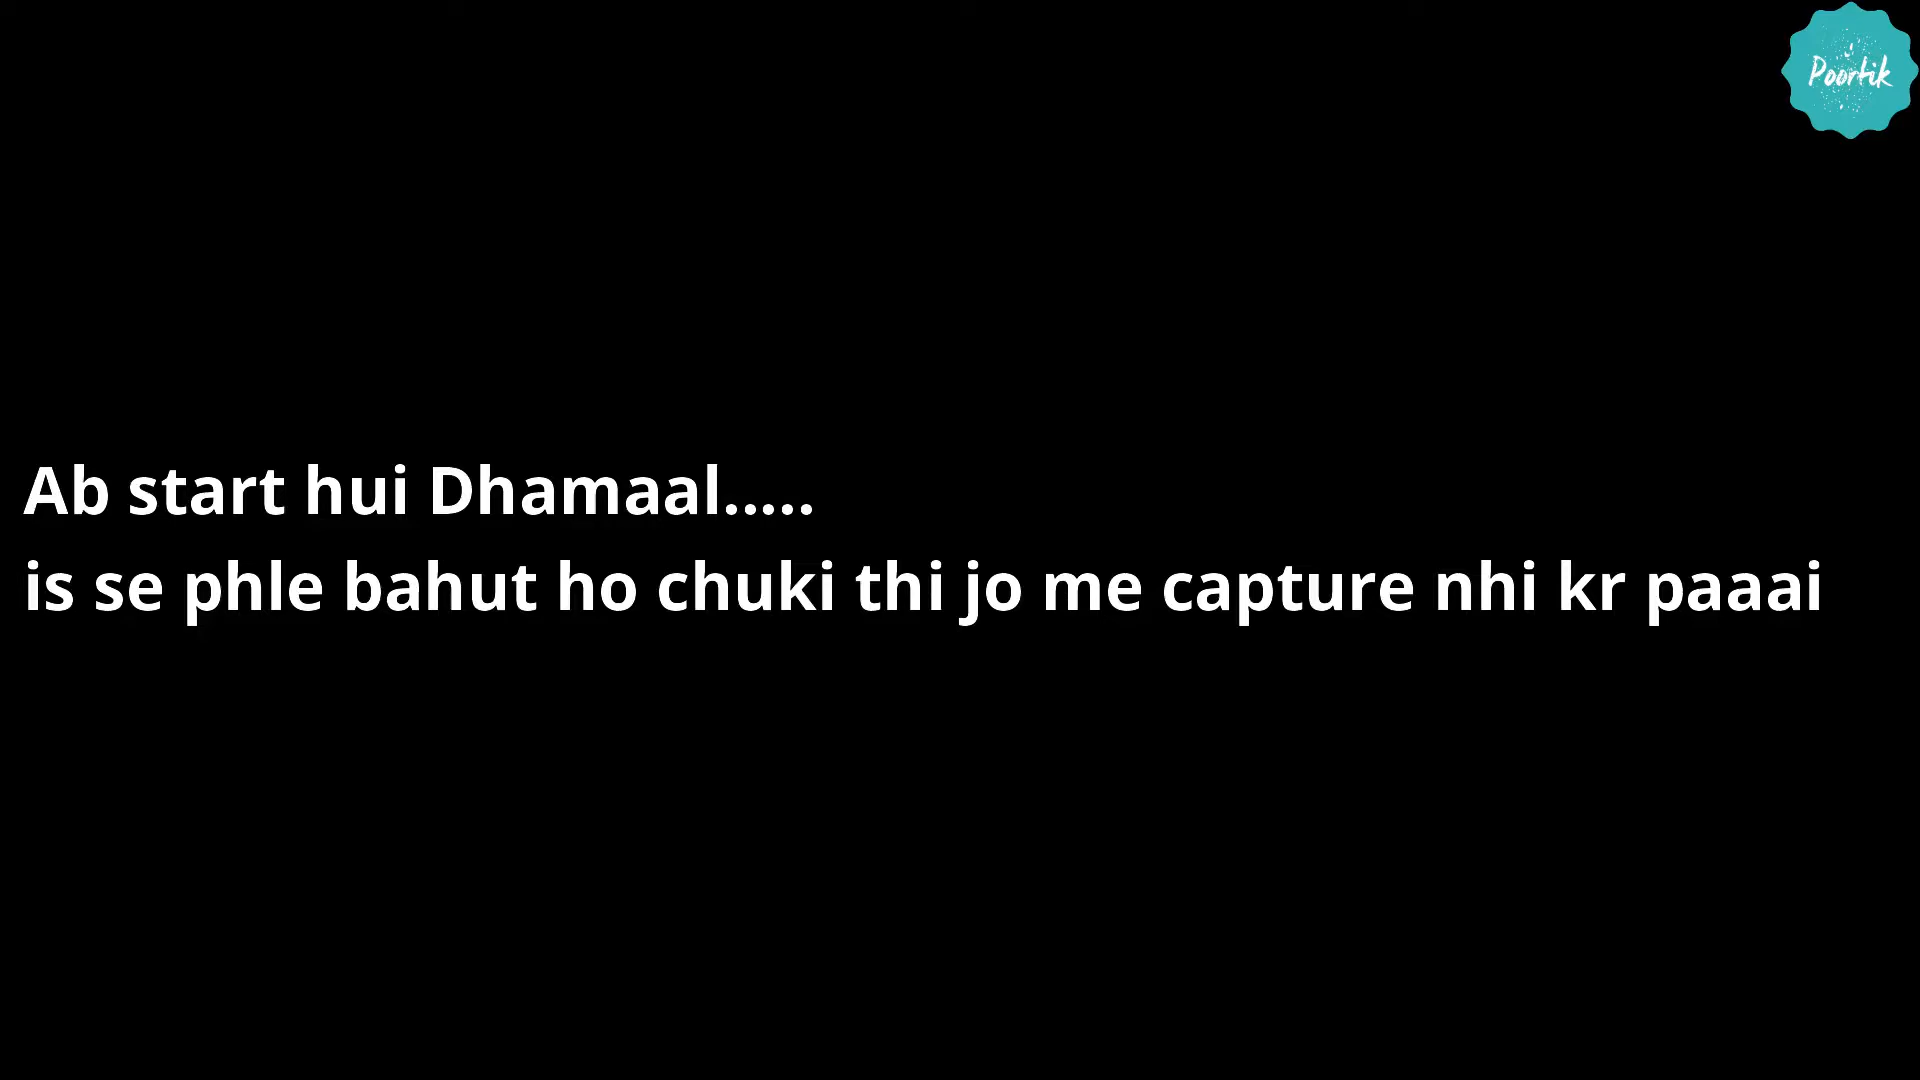 Poortik
Ab start hui Dhamaal.....
is se phle bahut ho chuki thi jo me capture nhi kr paaai